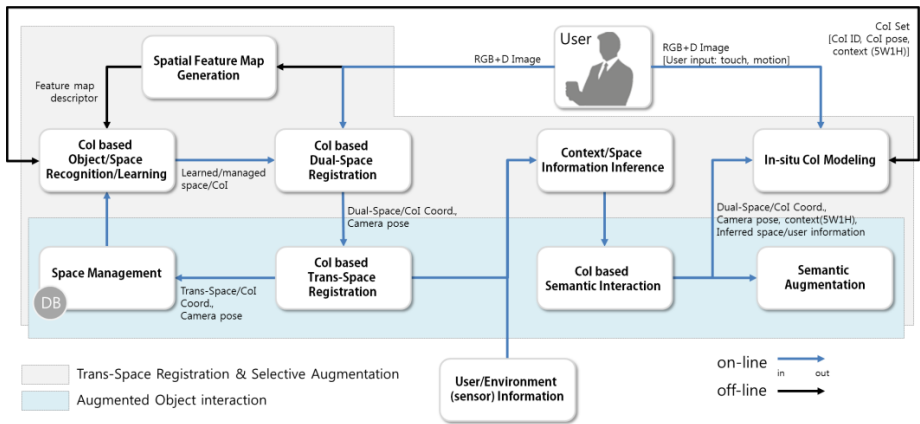 User
CoI Set
[CoI ID, CoI pose,
context (5W1H)]
RGB+D Image
RGB+D Image
[User input: touch, motion]
Spatial Feature Map
Generation
Feature map
descriptor
CoI based
Object/Space
Recognition/Learning
Learned/managed
space/CoI
CoI based
Dual-Space
Registration
Context/Space
Information Inference
In-situ CoI Modeling
Dual-Space/CoI Coord.,
Camera pose
Dual-Space/CoI Coord.,
Camera pose, context(5W1H),
Inferred space/user information
Space Management
DB
Trans-Space/CoI
Coord.,
Camera pose
CoI based
Trans-Space
Registration
CoI based
Semantic Interaction
Semantic
Augmentation
User/Environment
(sensor) Information
Trans-Space Registration & Selective Augmentation
Augmented Object interaction
on-line
in out
off-line